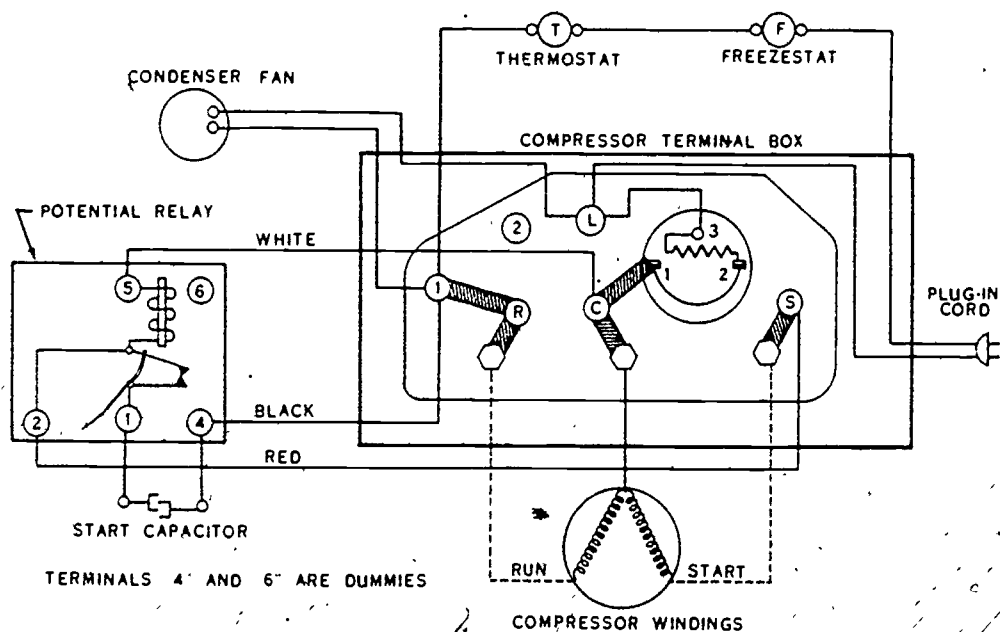 T
F
THERMOSTAT
FREEZESTAT
CONDENSER FAN
COMPRESSOR TERMINAL BOX
POTENTIAL RELAY
L
2
3
WHITE
1
2
5
6
1
R
C
S
PLUG-IN
CORD
2
1
4
BLACK
RED
START CAPACITOR
RUN
START
TERMINALS 4" AND 6" ARE DUMMIES
COMPRESSOR WINDINGS